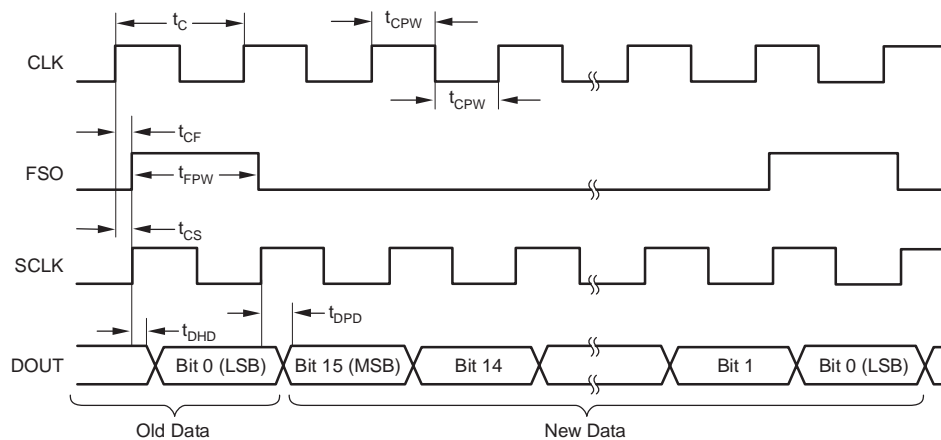 t_C
t_CPW
CLK
t_CPW
t_CF
FSO
t_FPW
t_CS
SCLK
t_DHD
t_DPD
DOUT
Bit 0 (LSB)
Bit 15 (MSB)
Bit 14
Bit 1
Bit 0 (LSB)
Old Data
New Data